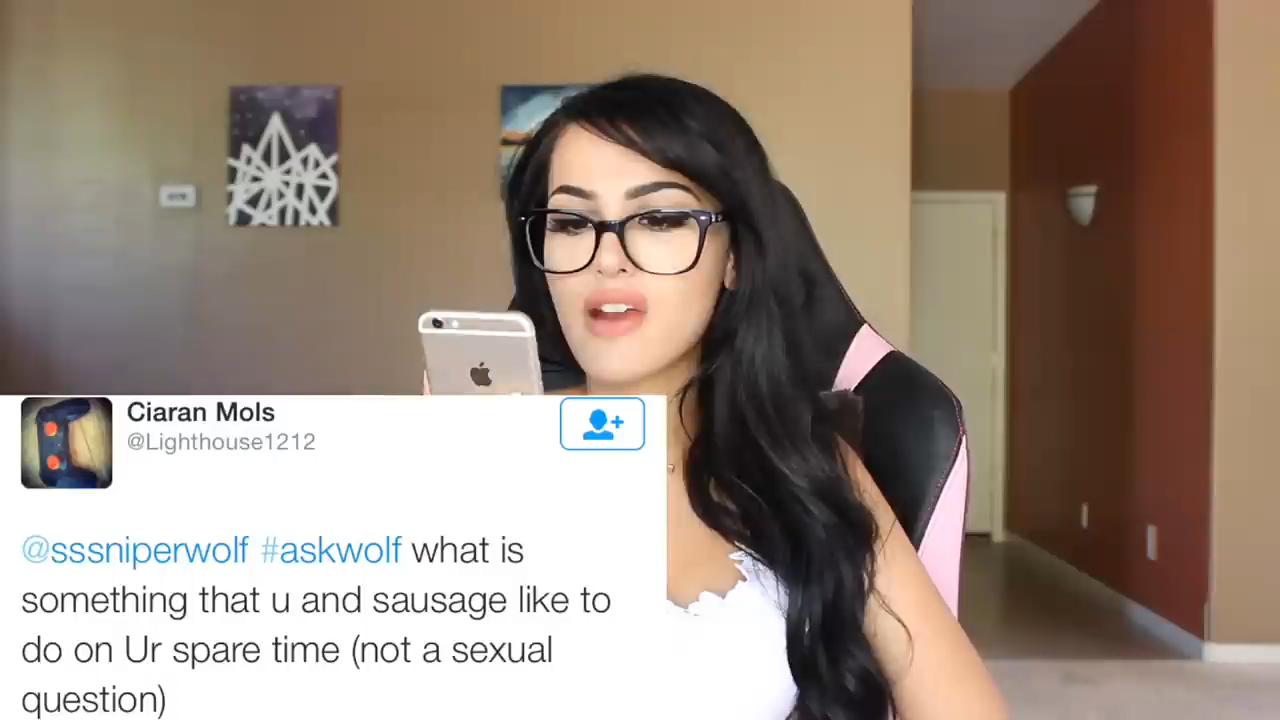 Ciaran Mols
@Lighthouse1212
@sssniperwolf #askwolf what is
something that u and sausage like to
do on Ur spare time (not a sexual
question)